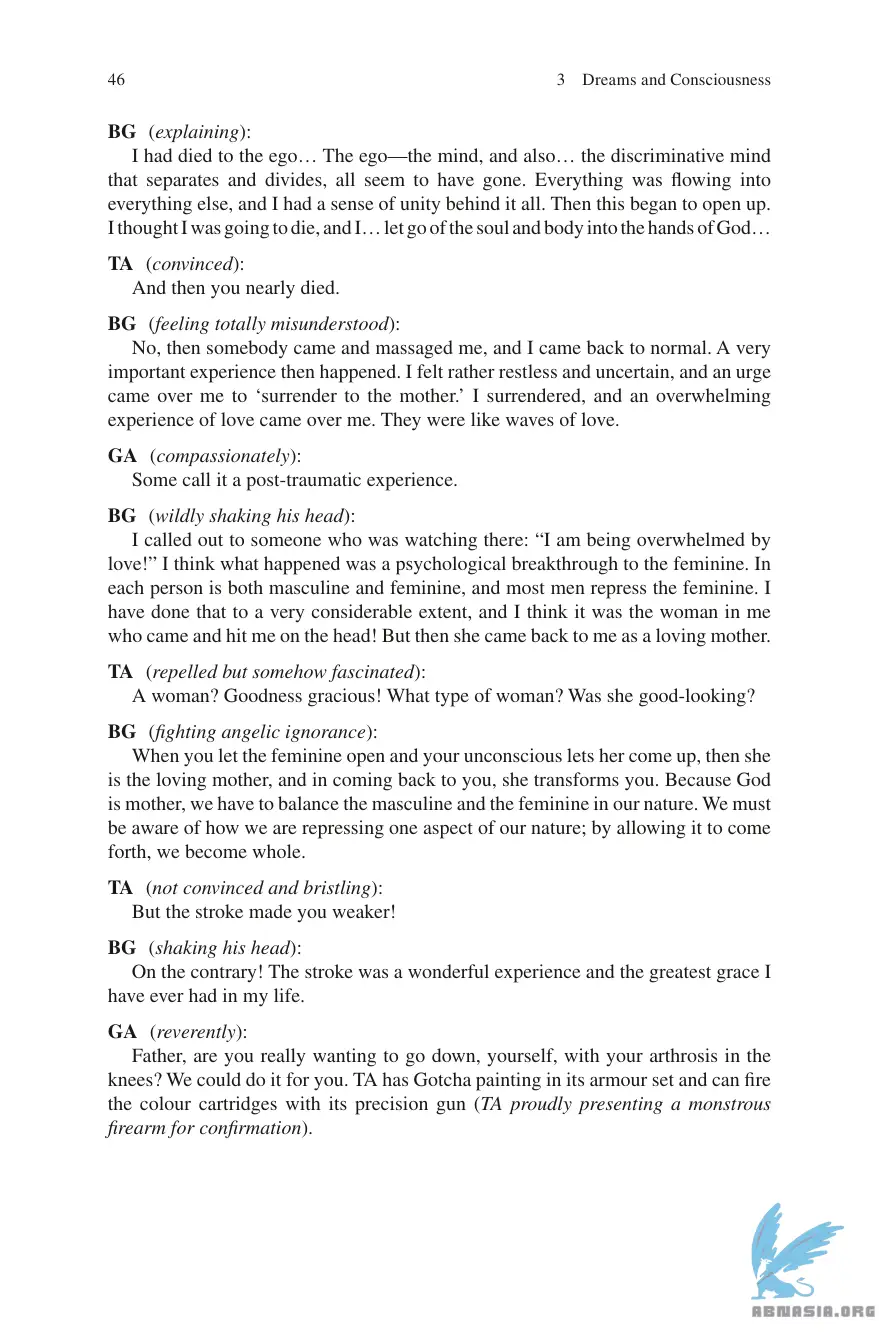 46
3 Dreams and Consciousness
BG (explaining):
I had died to the ego… The ego—the mind, and also… the discriminative mind
that separates and divides, all seem to have gone. Everything was flowing into
everything else, and I had a sense of unity behind it all. Then this began to open up.
I thought I was going to die, and I… let go of the soul and body into the hands of God…
TA (convinced):
And then you nearly died.
BG (feeling totally misunderstood):
No, then somebody came and massaged me, and I came back to normal. A very
important experience then happened. I felt rather restless and uncertain, and an urge
came over me to ‘surrender to the mother.’ I surrendered, and an overwhelming
experience of love came over me. They were like waves of love.
GA (compassionately):
Some call it a post-traumatic experience.
BG (wildly shaking his head):
I called out to someone who was watching there: “I am being overwhelmed by
love!” I think what happened was a psychological breakthrough to the feminine. In
each person is both masculine and feminine, and most men repress the feminine. I
have done that to a very considerable extent, and I think it was the woman in me
who came and hit me on the head! But then she came back to me as a loving mother.
TA (repelled but somehow fascinated):
A woman? Goodness gracious! What type of woman? Was she good-looking?
BG (fighting angelic ignorance):
When you let the feminine open and your unconscious lets her come up, then she
is the loving mother, and in coming back to you, she transforms you. Because God
is mother, we have to balance the masculine and the feminine in our nature. We must
be aware of how we are repressing one aspect of our nature; by allowing it to come
forth, we become whole.
TA (not convinced and bristling):
But the stroke made you weaker!
BG (shaking his head):
On the contrary! The stroke was a wonderful experience and the greatest grace I
have ever had in my life.
GA (reverently):
Father, are you really wanting to go down, yourself, with your arthrosis in the
knees? We could do it for you. TA has Gotcha painting in its armour set and can fire
the colour cartridges with its precision gun (TA proudly presenting a monstrous
firearm for confirmation).
ABNASIA.ORG